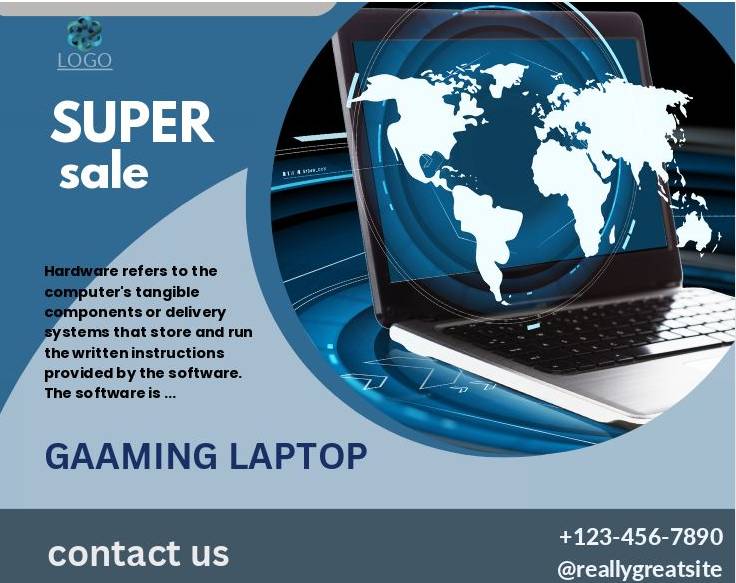 LOGO
SUPER
sale
Hardware refers to the
computer's tangible
components or delivery
systems that store and run
the written instructions
provided by the software.
The software is ...
GAAMING LAPTOP
contact us
+123-456-7890
@reallygreatsite